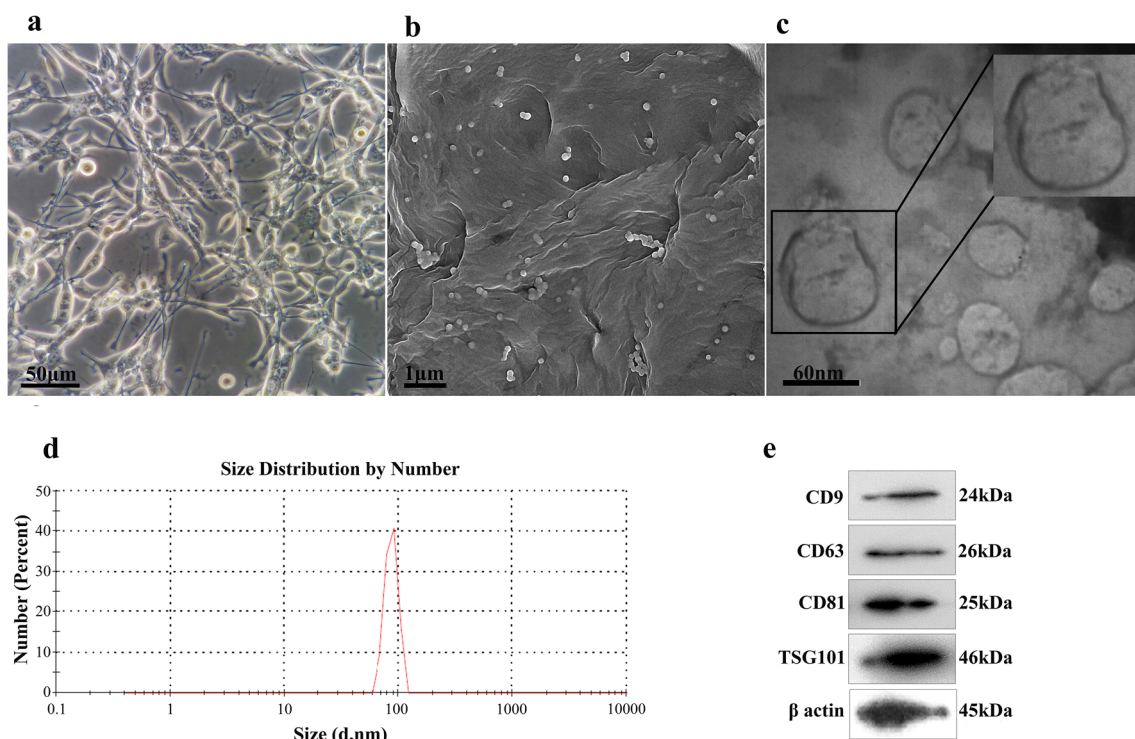 a
b
c
50μm
1μm
60nm
d
e
Size Distribution by Number
Number (Percent)
50
40
30
20
10
0
0.1 1 10 100 1000 10000
Size (d.nm)
CD9 24kDa
CD63 26kDa
CD81 25kDa
TSG101 46kDa
β actin 45kDa